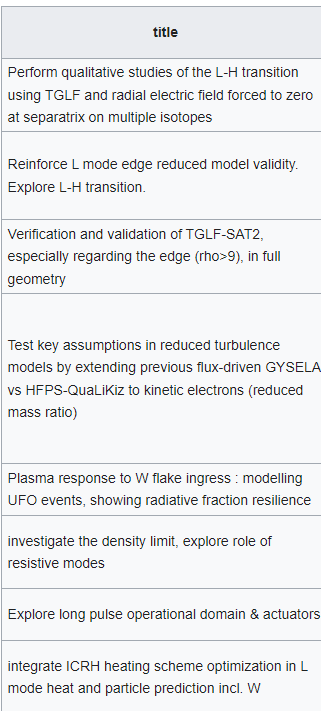 title
Perform qualitative studies of the L-H transition
using TGLF and radial electric field forced to zero
at separatrix on multiple isotopes
Reinforce L mode edge reduced model validity.
Explore L-H transition.
Verification and validation of TGLF-SAT2,
especially regarding the edge (rho>9), in full
geometry
Test key assumptions in reduced turbulence
models by extending previous flux-driven GYSELA
vs HFPS-QuaLiKiz to kinetic electrons (reduced
mass ratio)
Plasma response to W flake ingress : modelling
UFO events, showing radiative fraction resilience
investigate the density limit, explore role of
resistive modes
Explore long pulse operational domain & actuators
integrate ICRH heating scheme optimization in L
mode heat and particle prediction incl. W